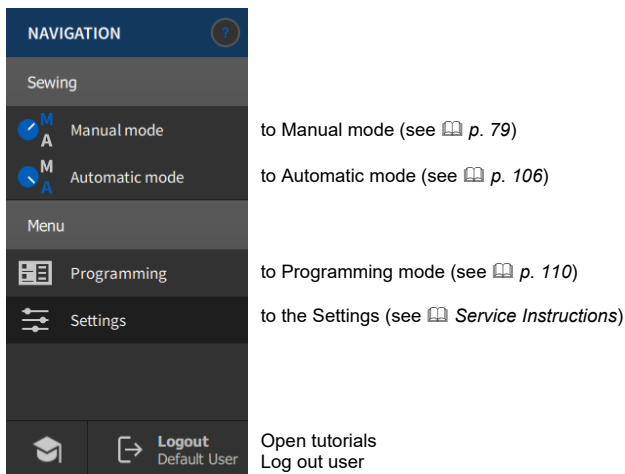 NAVIGATION ?
Sewing
M
A
Manual mode to Manual mode (see p. 79)
M
A
Automatic mode to Automatic mode (see p. 106)
Menu
Programming to Programming mode (see p. 110)
Settings to the Settings (see Service Instructions)
Logout
Default User
Open tutorials
Log out user